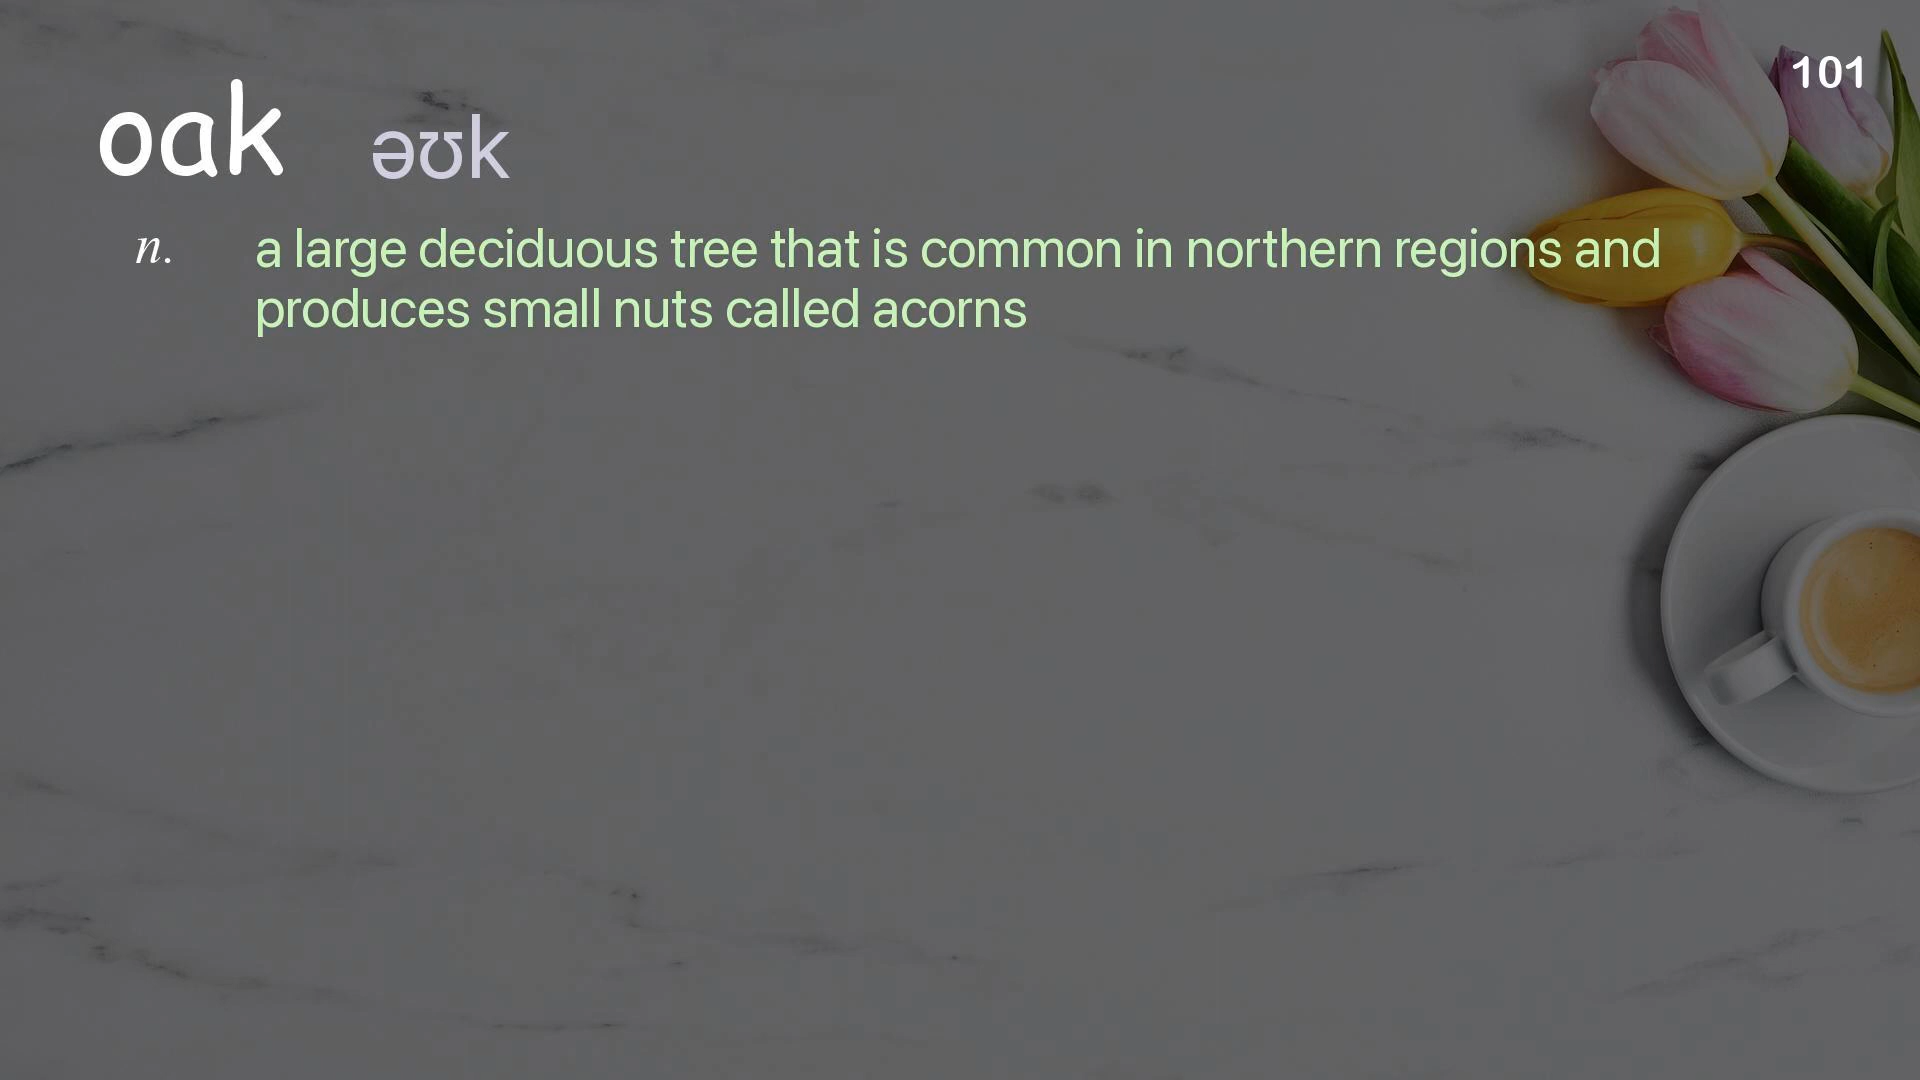 101
oak əʊk
n. a large deciduous tree that is common in northern regions and
produces small nuts called acorns